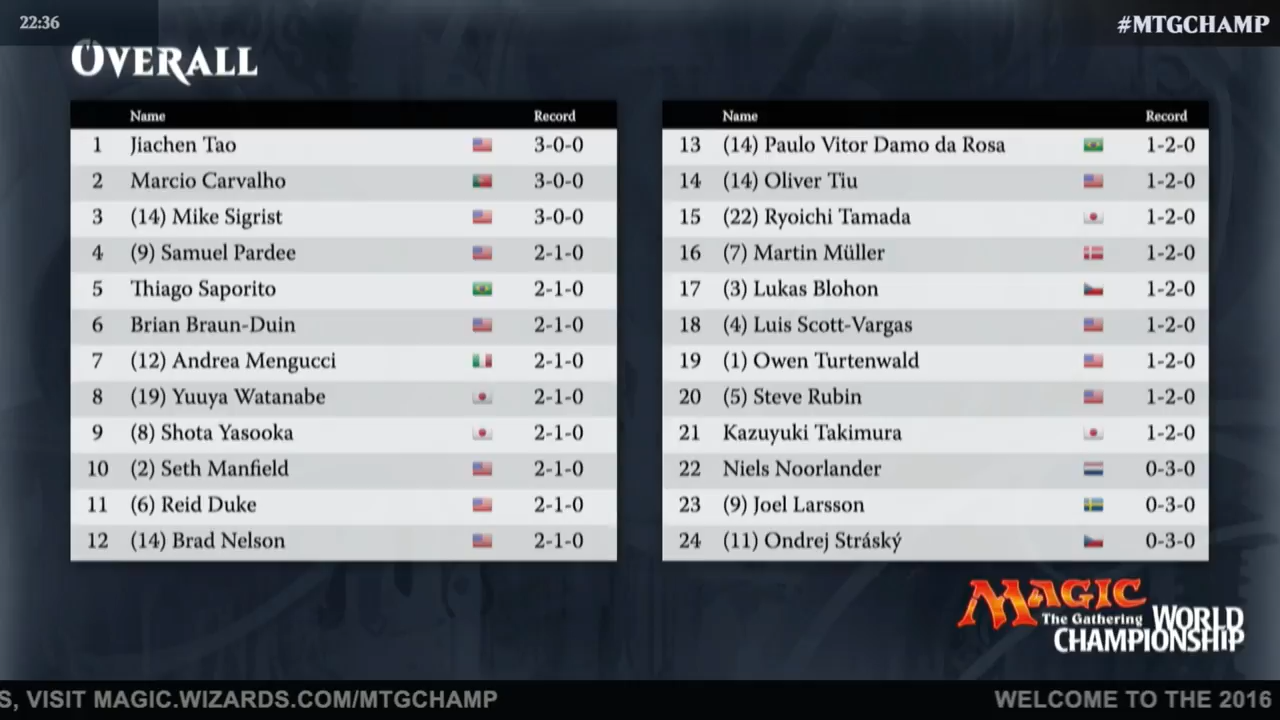 22:36
#MTGCHAMP
OVERALL
Name Record
1 Jiachen Tao 3-0-0
2 Marcio Carvalho 3-0-0
3 (14) Mike Sigrist 3-0-0
4 (9) Samuel Pardee 2-1-0
5 Thiago Saporito 2-1-0
6 Brian Braun-Duin 2-1-0
7 (12) Andrea Mengucci 2-1-0
8 (19) Yuuya Watanabe 2-1-0
9 (8) Shota Yasooka 2-1-0
10 (2) Seth Manfield 2-1-0
11 (6) Reid Duke 2-1-0
12 (14) Brad Nelson 2-1-0
Name Record
13 (14) Paulo Vitor Damo da Rosa 1-2-0
14 (14) Oliver Tiu 1-2-0
15 (22) Ryoichi Tamada 1-2-0
16 (7) Martin Müller 1-2-0
17 (3) Lukas Blohon 1-2-0
18 (4) Luis Scott-Vargas 1-2-0
19 (1) Owen Turtenwald 1-2-0
20 (5) Steve Rubin 1-2-0
21 Kazuyuki Takimura 1-2-0
22 Niels Noorlander 0-3-0
23 (9) Joel Larsson 0-3-0
24 (11) Ondrej Stráský 0-3-0
MAGIC
The Gathering WORLD
CHAMPIONSHIP
S, VISIT MAGIC.WIZARDS.COM/MTGCHAMP WELCOME TO THE 2016